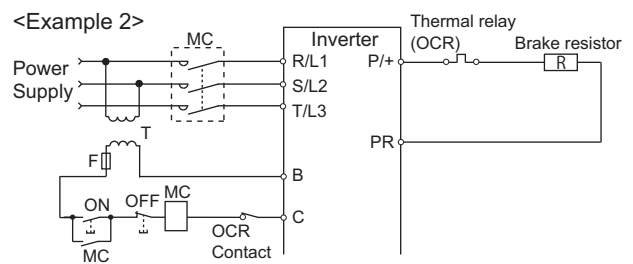 <Example 2>
MC
Inverter
Thermal relay
(OCR)
Brake resistor
Power
Supply
R/L1
S/L2
T/L3
P/+
R
PR
T
F
B
ON
OFF
MC
C
MC
OCR
Contact